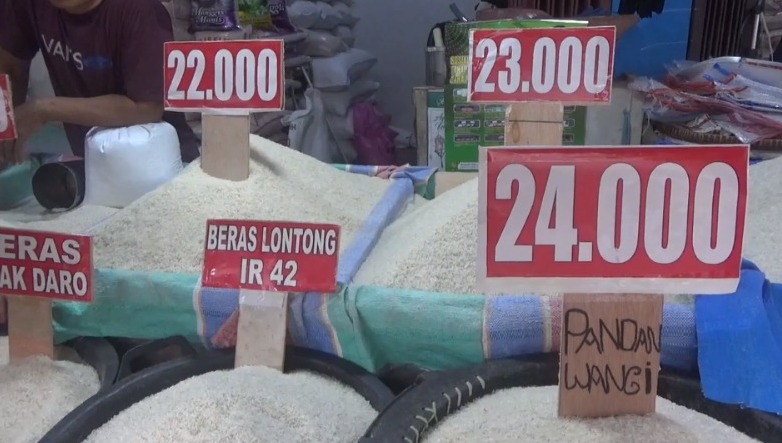 VANS
22.000
23.000
24.000
ERAS
AK DARO
BERAS LONTONG
IR 42
PANDAN
WANGI